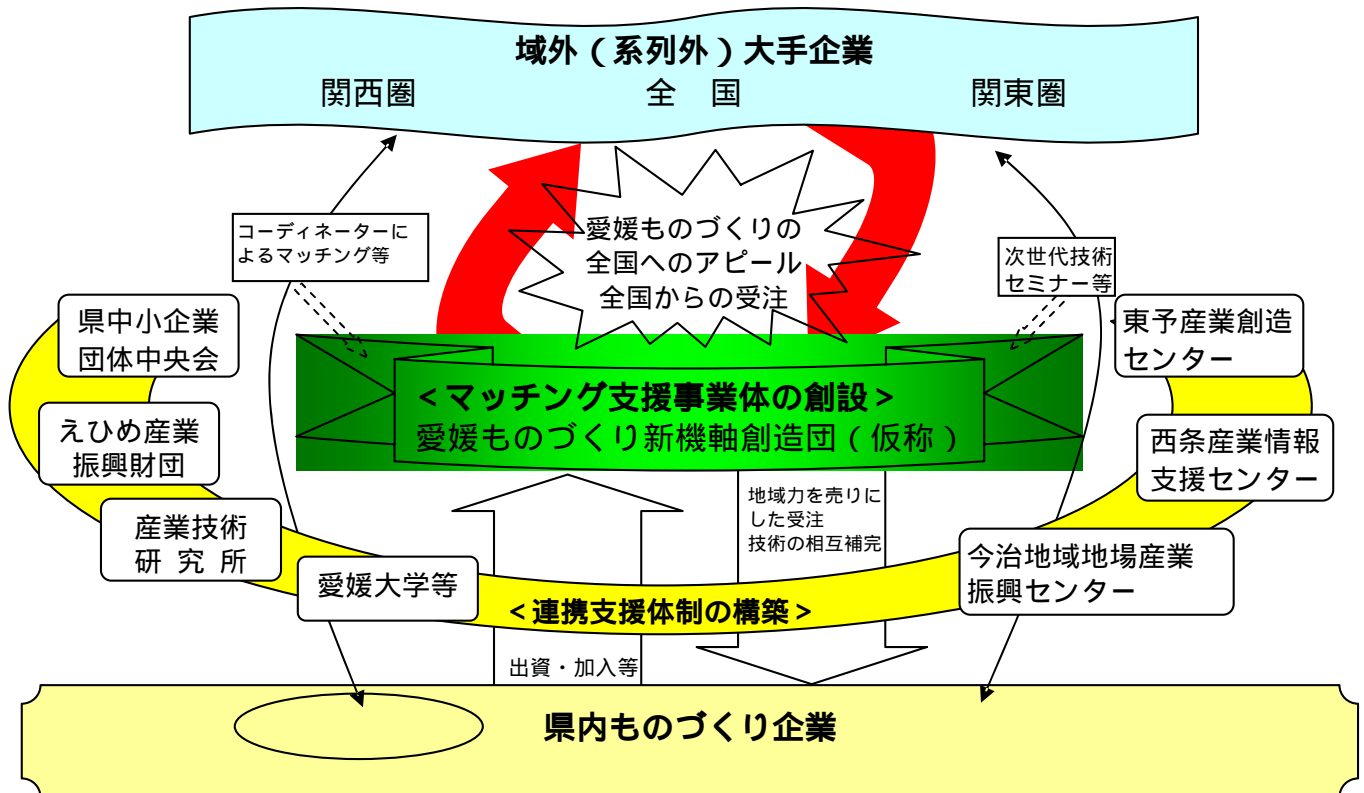 域外（系列外）大手企業
関西圏 全　国 関東圏
愛媛ものづくりの
全国へのアピール
全国からの受注
コーディネーターに
よるマッチング等
次世代技術
セミナー等
県中小企業
団体中央会
東予産業創造
センター
＜マッチング支援事業体の創設＞
愛媛ものづくり新機軸創造団（仮称）
えひめ産業
振興財団
西条産業情報
支援センター
地域力を売りに
した受注
技術の相互補完
産業技術
研 究 所
今治地域地場産業
振興センター
愛媛大学等
＜連携支援体制の構築＞
出資・加入等
県内ものづくり企業